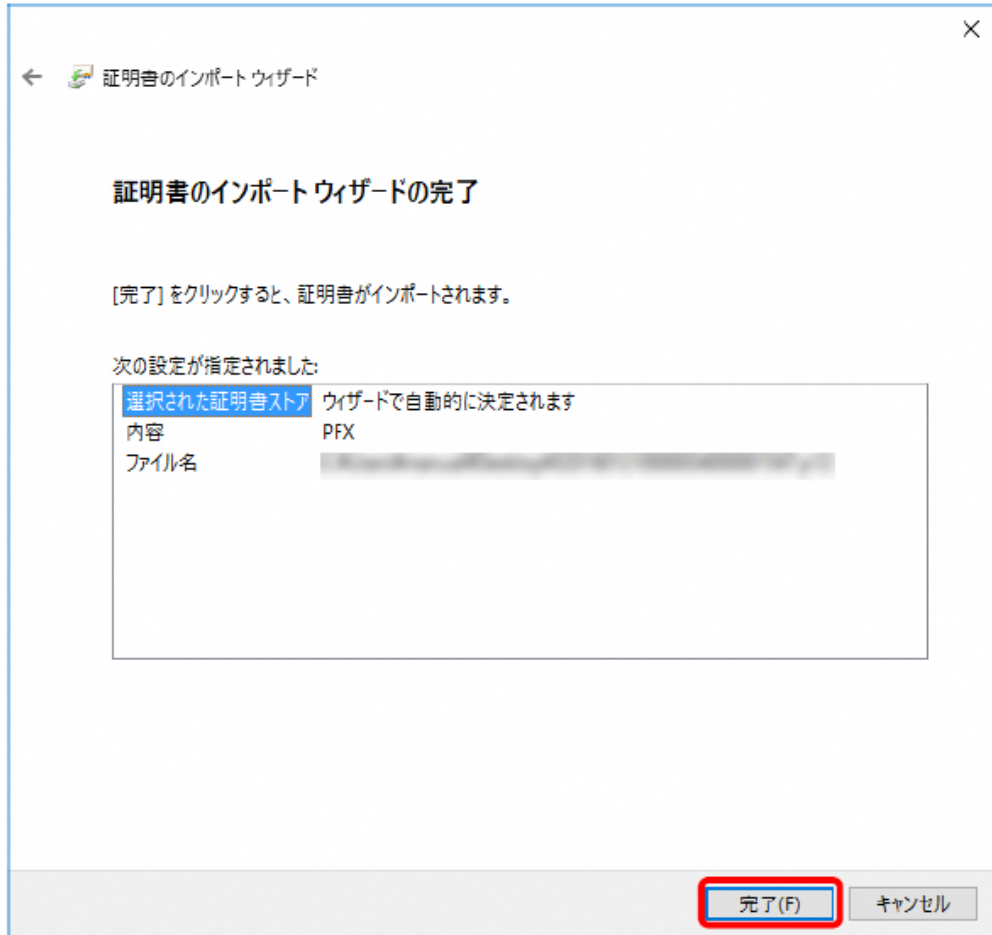 証明書のインポート ウィザード
証明書のインポート ウィザードの完了
[完了] をクリックすると、証明書がインポートされます。
次の設定が指定されました:
選択された証明書ストア ウィザードで自動的に決定されます
内容 PFX
ファイル名
完了(F) キャンセル